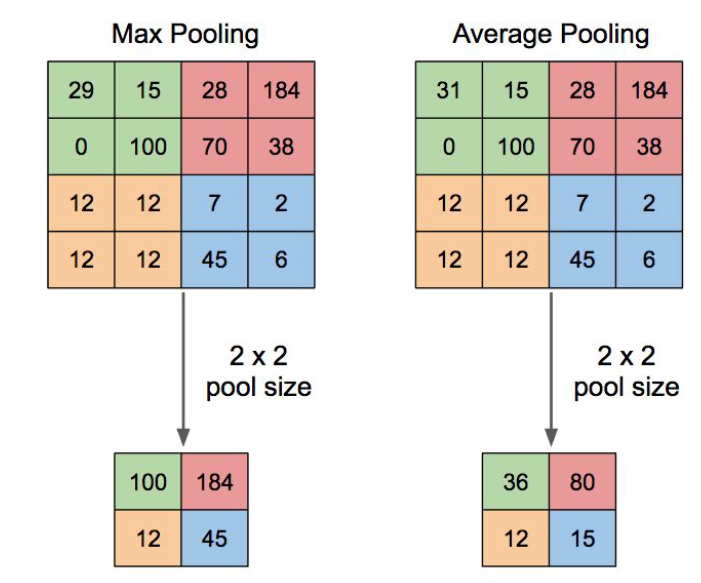 Max Pooling
29 15 28 184
0 100 70 38
12 12 7 2
12 12 45 6
2 x 2
pool size
100 184
12 45
Average Pooling
31 15 28 184
0 100 70 38
12 12 7 2
12 12 45 6
2 x 2
pool size
36 80
12 15